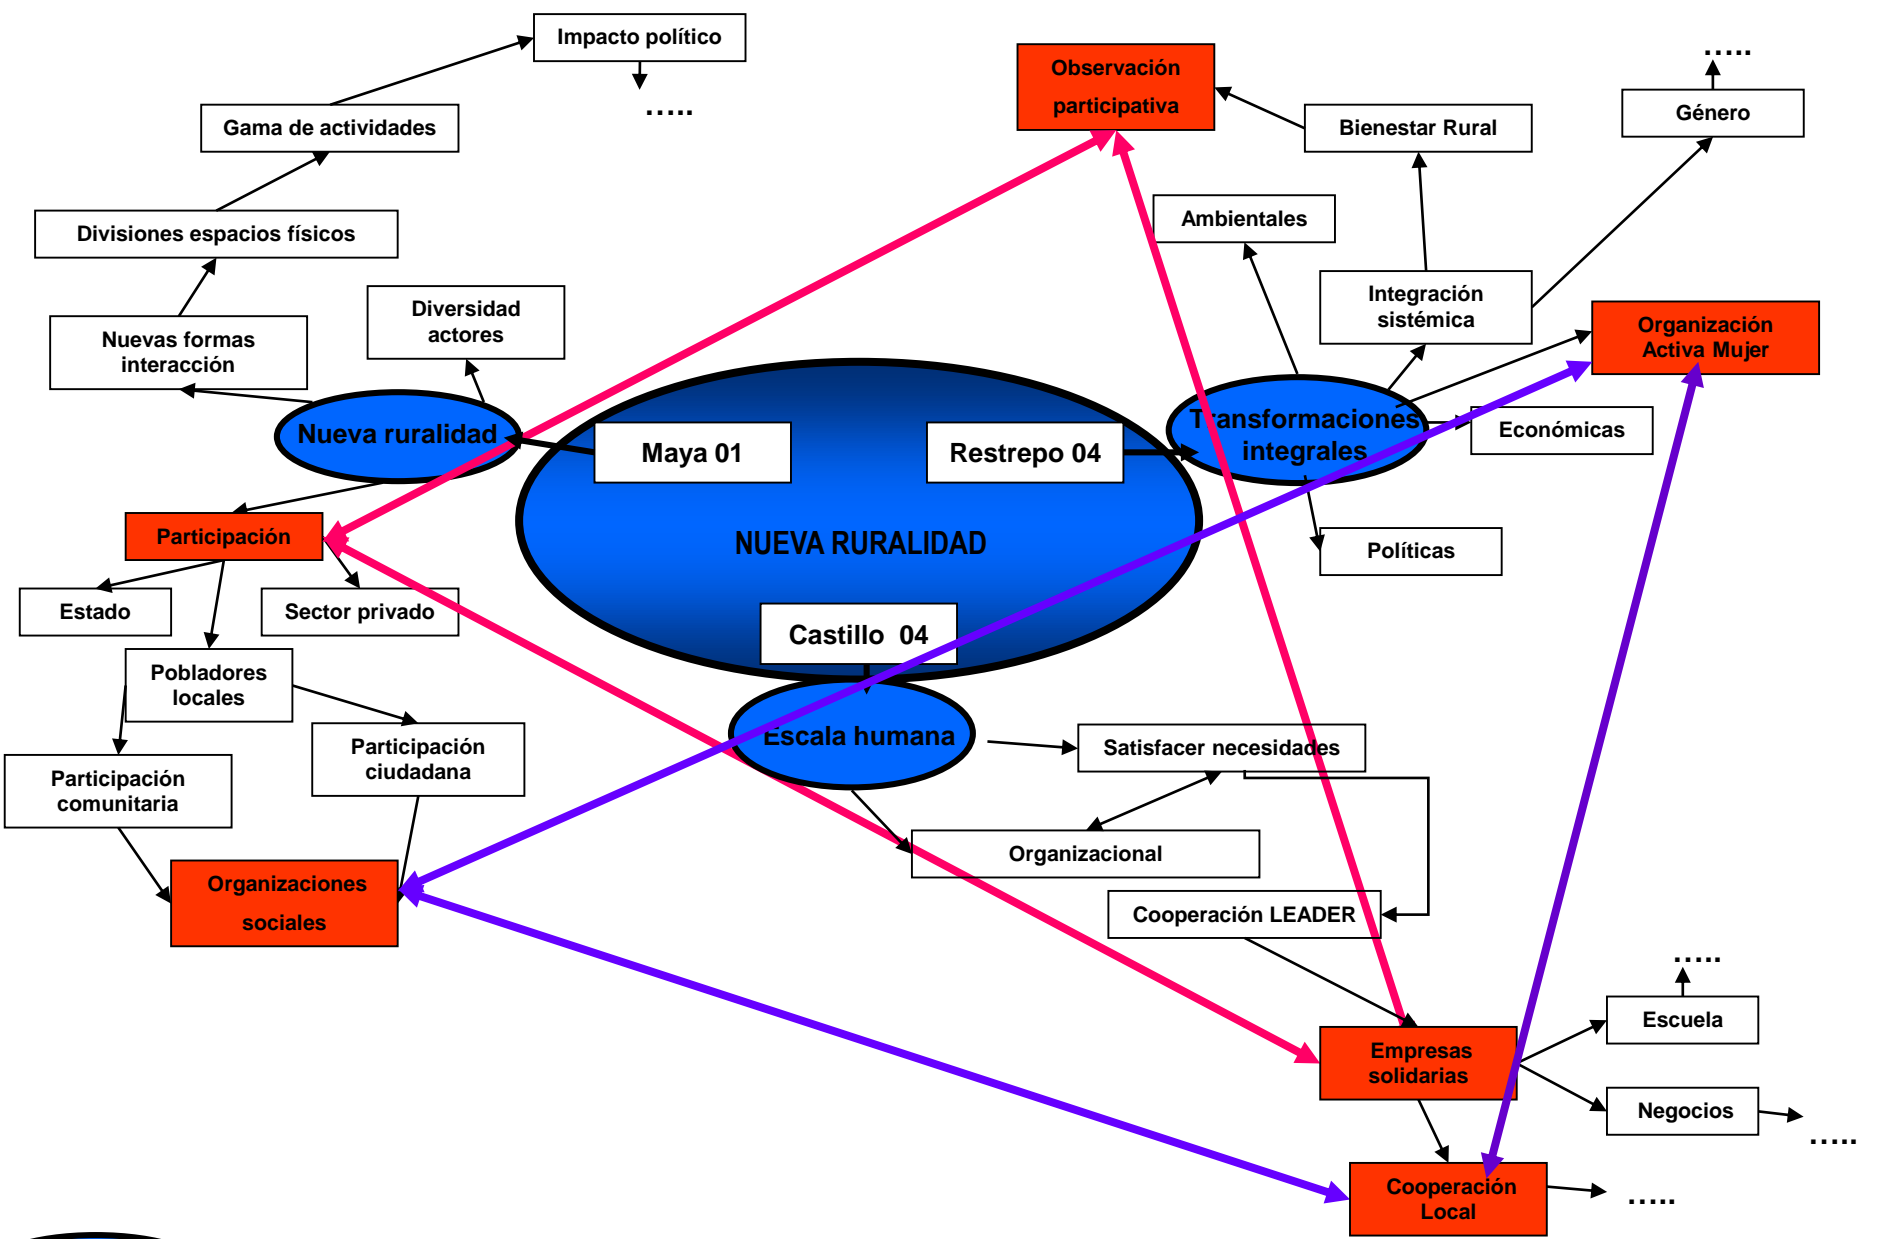 Impacto político
…..
Gama de actividades
Divisiones espacios físicos
Nuevas formas
interacción
Diversidad
actores
Nueva ruralidad
Participación
Estado
Sector privado
Pobladores
locales
Participación
comunitaria
Participación
ciudadana
Organizaciones
sociales
Maya 01
Restrepo 04
NUEVA RURALIDAD
Castillo 04
Escala humana
Satisfacer necesidades
Organizacional
Cooperación LEADER
Observación
participativa
Bienestar Rural
…..
Género
Ambientales
Integración
sistémica
Organización
Activa Mujer
Transformaciones
integrales
Económicas
Políticas
Empresas
solidarias
…..
Escuela
Negocios
…..
Cooperación
Local
…..